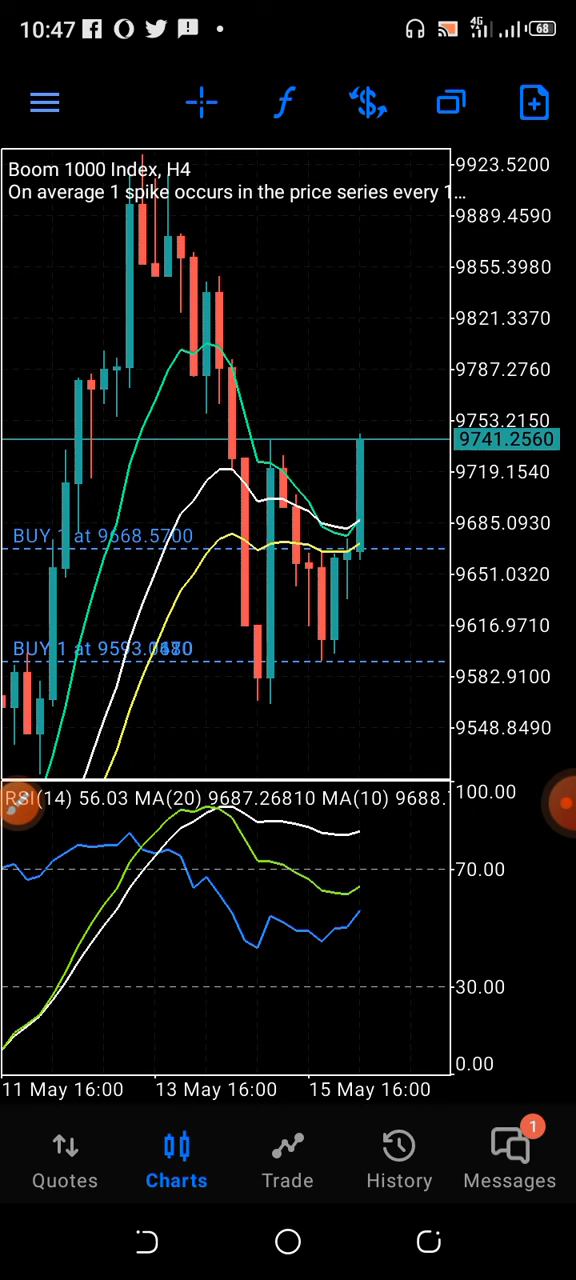 10:47
4G
68
Boom 1000 Index, H4
On average 1 spike occurs in the price series every 1...
9923.5200
9889.4590
9855.3980
9821.3370
9787.2760
9753.2150
9741.2560
9719.1540
BUY 1 at 9668.5700
9685.0930
9651.0320
BUY 1 at 9593.
9616.9710
9582.9100
9548.8490
RSI(14) 56.03 MA(20) 9687.26810 MA(10) 9688.
100.00
70.00
30.00
0.00
11 May 16:00
13 May 16:00
15 May 16:00
1
Quotes
Charts
Trade
History
Messages